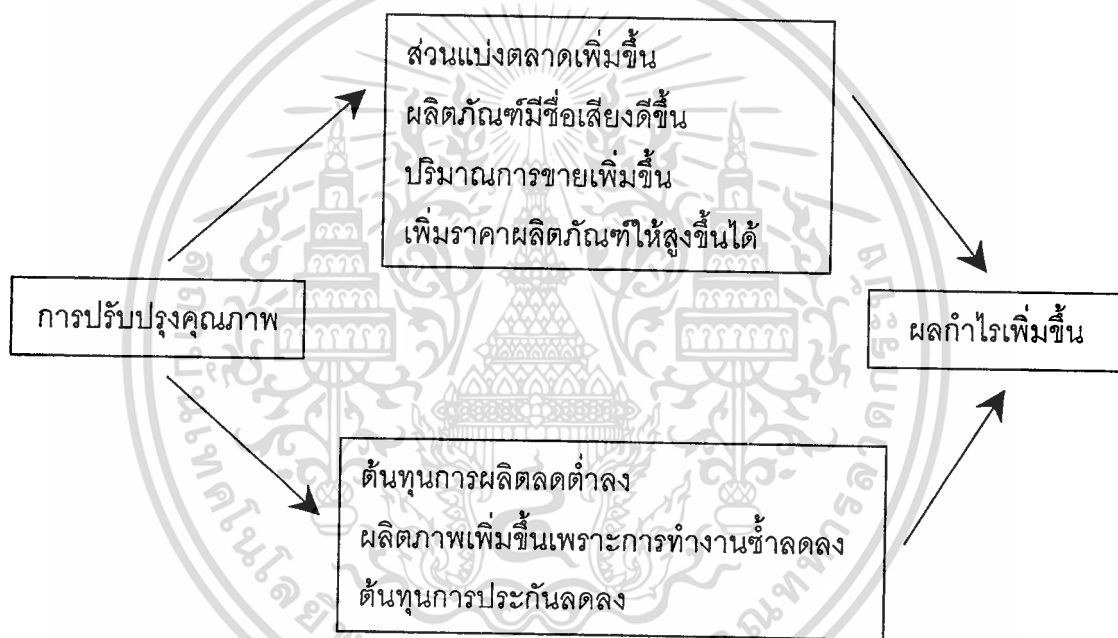 ส่วนแบ่งตลาดเพิ่มขึ้น
ผลิตภัณฑ์มีชื่อเสียงดีขึ้น
ปริมาณการขายเพิ่มขึ้น
เพิ่มราคาผลิตภัณฑ์ให้สูงขึ้นได้
การปรับปรุงคุณภาพ
ผลกำไรเพิ่มขึ้น
ต้นทุนการผลิตลดต่ำลง
ผลิตภาพเพิ่มขึ้นเพราะการทำงานซ้ำลดลง
ต้นทุนการประกันลดลง